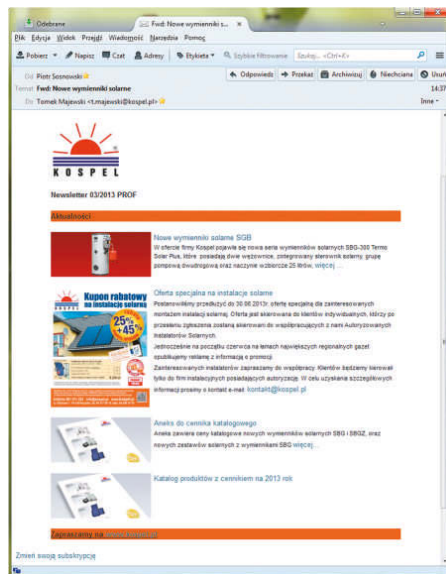 Odebrane
Fwd: Nowe wymienniki s...
Plik Edycja Widok Przejdź Wiadomość Narzędzia Pomoc
Pobierz Napisz Czat Adresy Etykieta Szybkie filtrowanie Szukaj... <Ctrl+K>
Od Piotr Sosnowski
Odpowiedz Przekaż Archiwizuj Niechciana Usuń
Temat Fwd: Nowe wymienniki solarne
14:37
Do Tomek Majewski <t.majewski@kospel.pl>
Inne
KOSPEL
Newsletter 03/2013 PROF
Aktualności
Nowe wymienniki solarne SGB
W ofercie firmy Kospel pojawiła się nowa seria wymienników solarnych SBG-300 Termo
Solar Plus, które posiadają dwie wężownice, zintegrowany sterownik solarny, grupę
pompową dwudrogową oraz naczynie wzbiorcze 25 litrów. więcej ...
Kupon rabatowy
na instalację solarną
25%
+45%
Oferta specjalna na instalacje solarne
Postanowiliśmy przedłużyć do 30.06.2013r. ofertę specjalną dla zainteresowanych
montażem instalacji solarnej. Oferta jest skierowana do klientów indywidualnych, którzy po
przesłaniu zgłoszenia zostaną skierowani do współpracujących z nami Autoryzowanych
Instalatorów Solarnych.
Jednocześnie na początku czerwca na łamach największych regionalnych gazet
opublikujemy reklamę z informacją o promocji.
Zainteresowanych instalatorów zapraszamy do współpracy. Klientów będziemy kierować
tylko do firm instalacyjnych posiadających autoryzację. W celu uzyskania szczegółowych
informacji prosimy o kontakt e-mail: kontakt@kospel.pl
Aneks do cennika katalogowego
Aneks zawiera ceny katalogowe nowych wymienników solarnych SBG i SBGZ, oraz
nowych zestawów solarnych z wymiennikami SBG więcej...
Katalog produktów z cennikiem na 2013 rok
Zapraszamy na
Zmień swoją subskrypcję